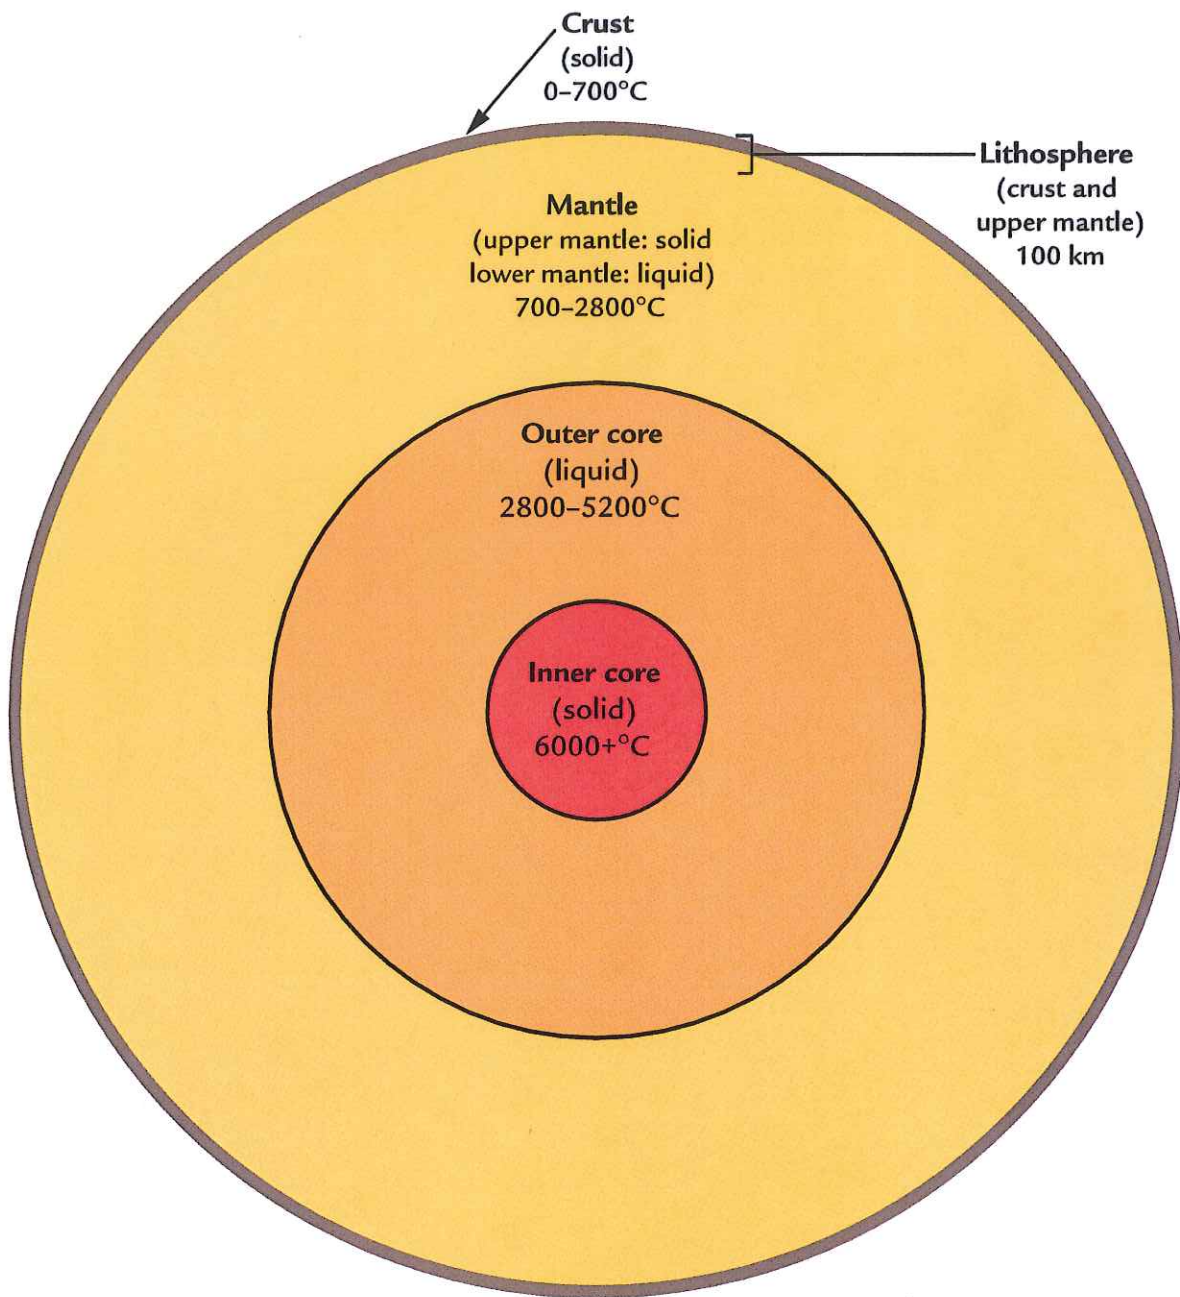 Crust
(solid)
0–700°C
Lithosphere
(crust and
upper mantle)
100 km
Mantle
(upper mantle: solid
lower mantle: liquid)
700–2800°C
Outer core
(liquid)
2800–5200°C
Inner core
(solid)
6000+°C